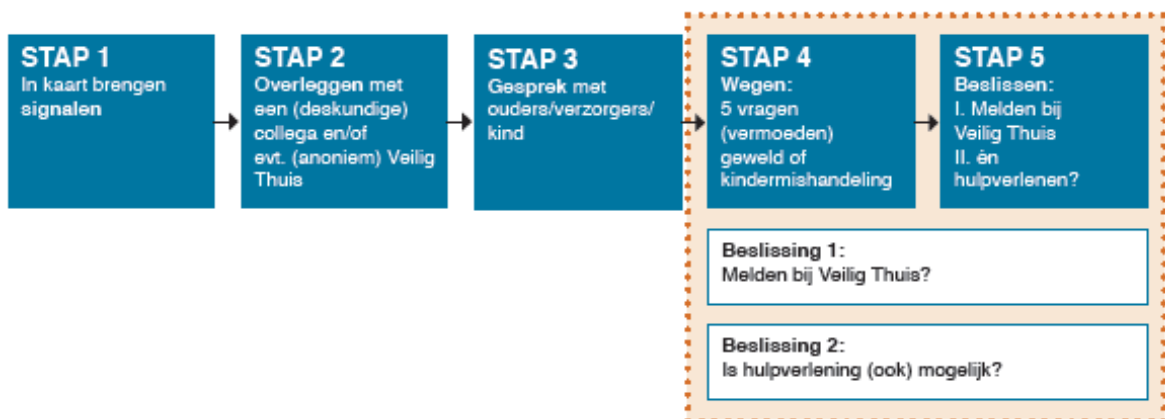 STAP 1
In kaart brengen
signalen
STAP 2
Overleggen met
een (deskundige)
collega en/of
evt. (anoniem) Veilig
Thuis
STAP 3
Gesprek met
ouders/verzorgers/
kind
STAP 4
Wegen:
5 vragen
(vermoeden)
geweld of
kindermishandeling
STAP 5
Beslissen:
I. Melden bij
Veilig Thuis
II. én
hulpverlenen?
Beslissing 1:
Melden bij Veilig Thuis?
Beslissing 2:
Is hulpverlening (ook) mogelijk?